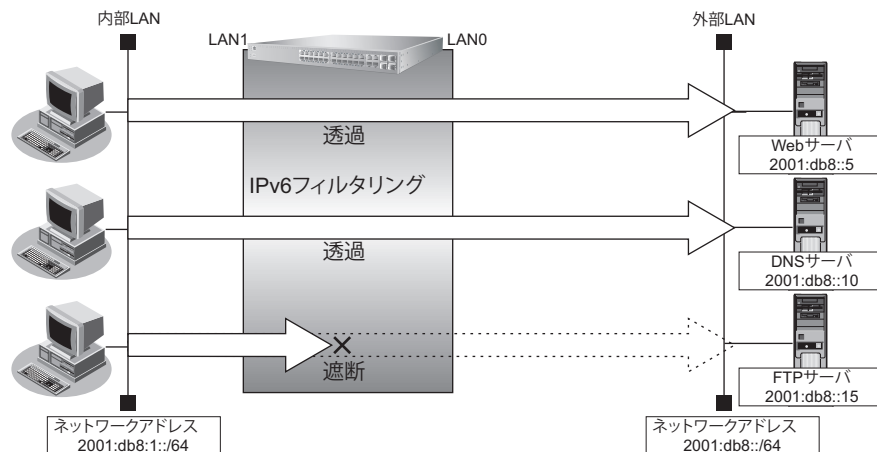 内部LAN
外部LAN
LAN1
LAN0
透過
Webサーバ
2001:db8::5
IPv6フィルタリング
透過
DNSサーバ
2001:db8::10
遮断
FTPサーバ
2001:db8::15
ネットワークアドレス
2001:db8:1::/64
ネットワークアドレス
2001:db8::/64